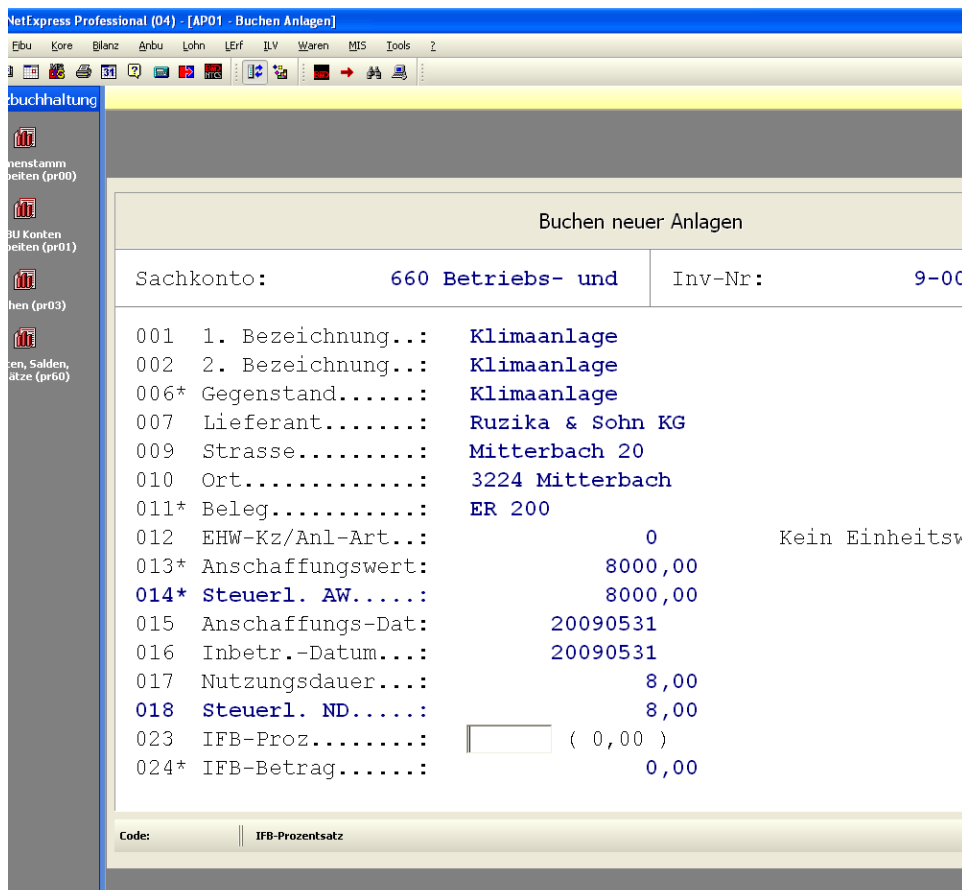 NetExpress Professional (04) - [AP01 - Buchen Anlagen]
Fibu Kore Bilanz Anbu Lohn LErf ILV Waren MIS Tools ?
31
zbuchhaltung
menstamm
beiten (pr00)
BU Konten
beiten (pr01)
hen (pr03)
ten, Salden,
ätze (pr60)
Buchen neuer Anlagen
Sachkonto: 660 Betriebs- und Inv-Nr: 9-00
001 1. Bezeichnung..: Klimaanlage
002 2. Bezeichnung..: Klimaanlage
006* Gegenstand......: Klimaanlage
007 Lieferant.......: Ruzika & Sohn KG
009 Strasse.........: Mitterbach 20
010 Ort.............: 3224 Mitterbach
011* Beleg...........: ER 200
012 EHW-Kz/Anl-Art..: 0 Kein Einheitsw
013* Anschaffungswert: 8000,00
014* Steuerl. AW.....: 8000,00
015 Anschaffungs-Dat: 20090531
016 Inbetr.-Datum...: 20090531
017 Nutzungsdauer...: 8,00
018 Steuerl. ND.....: 8,00
023 IFB-Proz........: ( 0,00 )
024* IFB-Betrag......: 0,00
Code: IFB-Prozentsatz